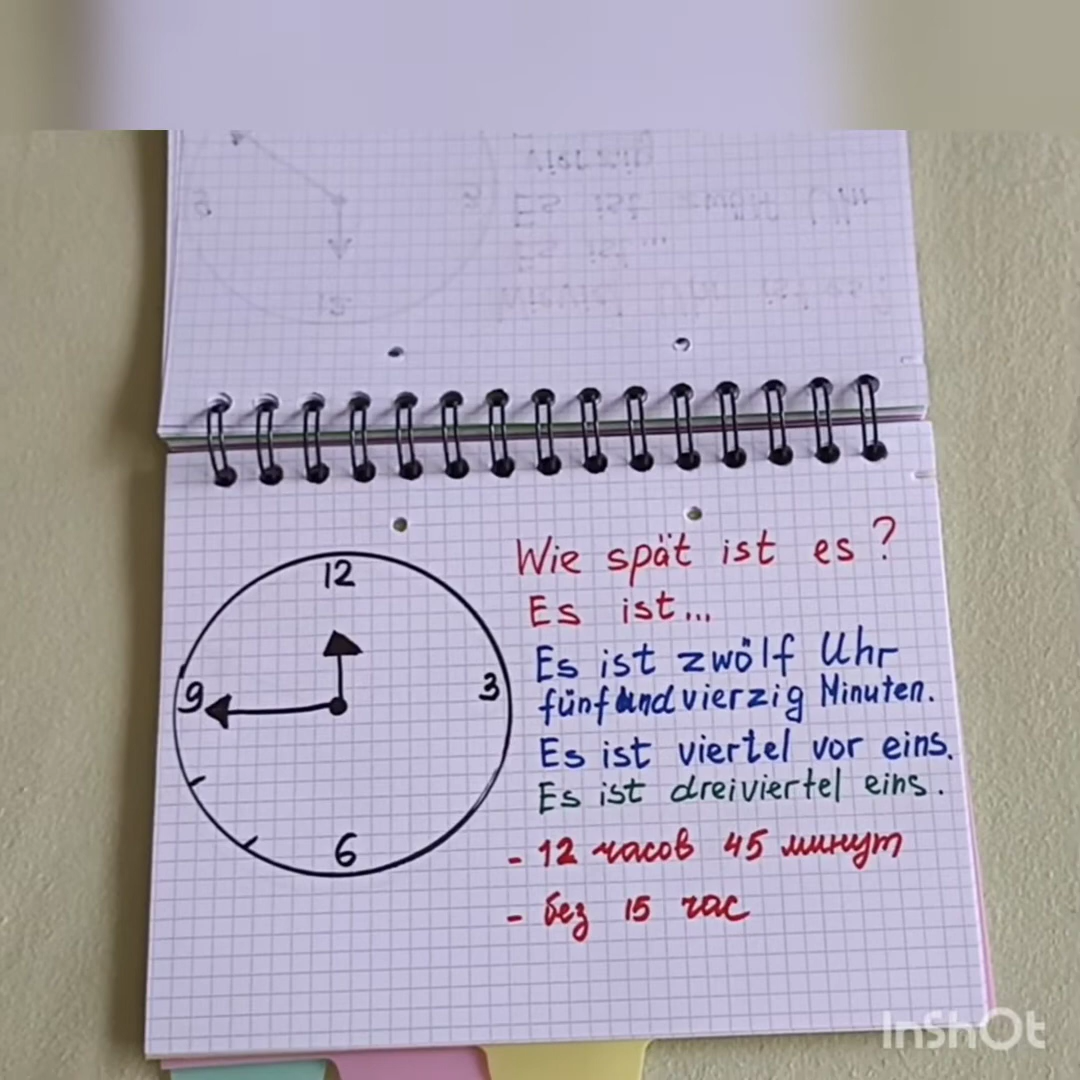 12
9
3
6
Wie spät ist es?
Es ist...
Es ist zwölf Uhr
fünfundvierzig Minuten.
Es ist viertel vor eins.
Es ist dreiviertel eins.
- 12 часов 45 минут
- без 15 час
InShOt